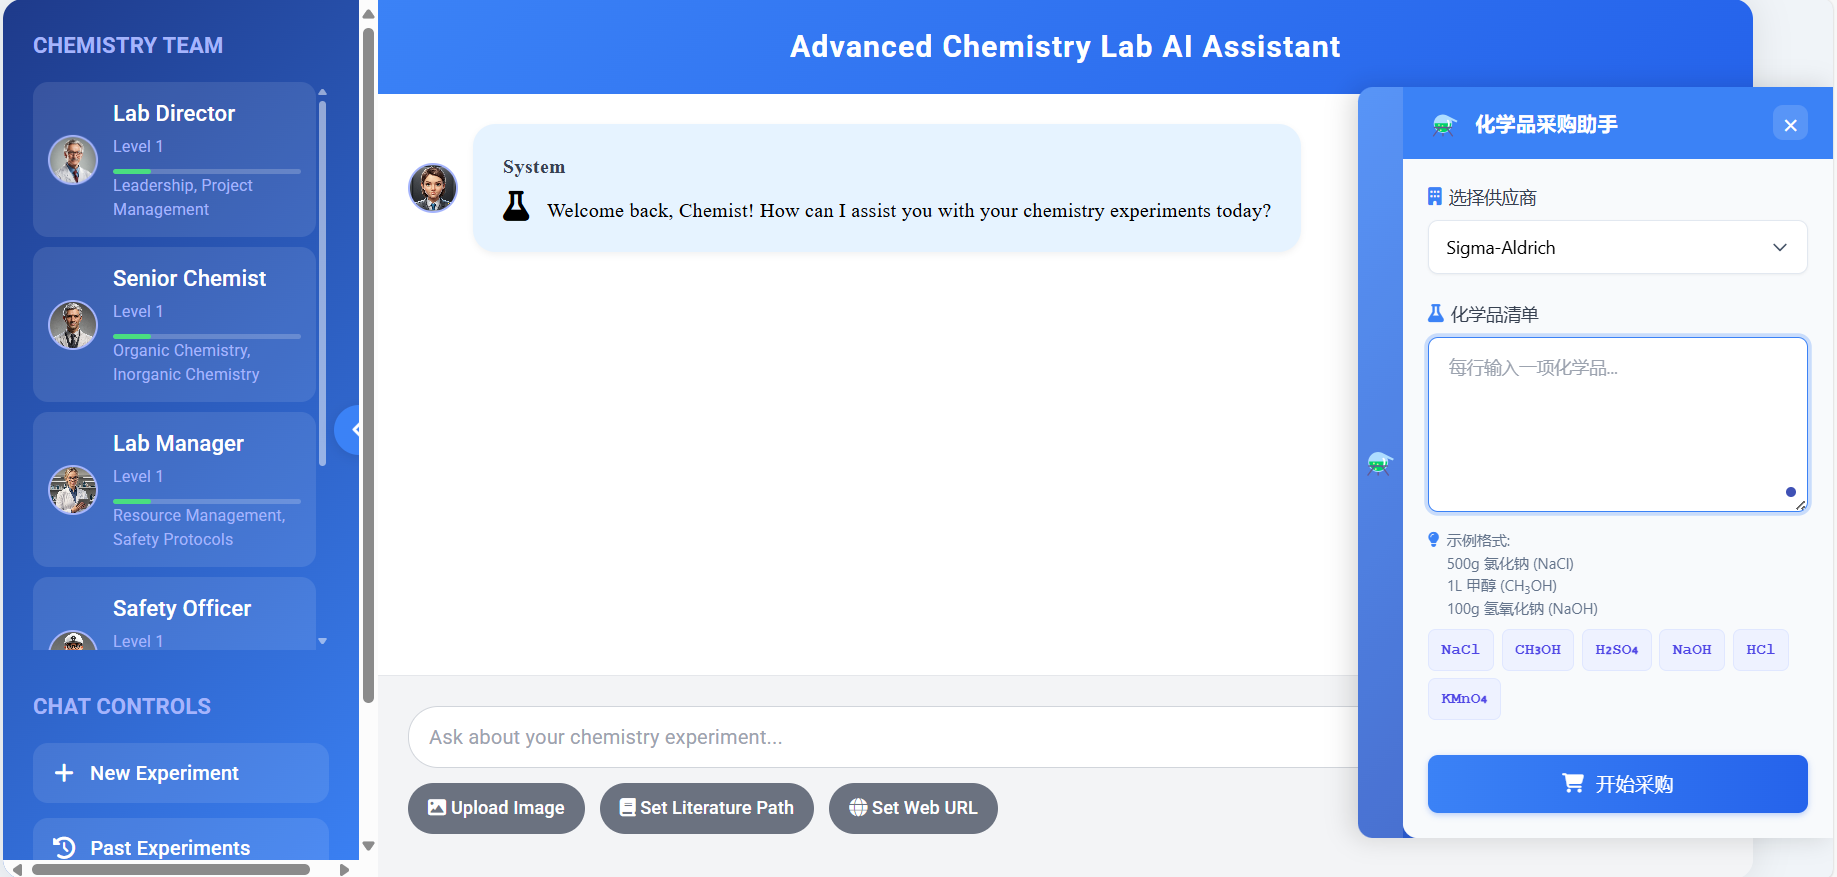 CHEMISTRY TEAM
Lab Director
Level 1
Leadership, Project
Management
Senior Chemist
Level 1
Organic Chemistry,
Inorganic Chemistry
Lab Manager
Level 1
Resource Management,
Safety Protocols
Safety Officer
Level 1
CHAT CONTROLS
New Experiment
Past Experiments
Advanced Chemistry Lab AI Assistant
System
Welcome back, Chemist! How can I assist you with your chemistry experiments today?
Ask about your chemistry experiment...
Upload Image
Set Literature Path
Set Web URL
化学品采购助手
选择供应商
Sigma-Aldrich
化学品清单
每行输入一项化学品...
示例格式:
500g 氯化钠 (NaCl)
1L 甲醇 (CH₃OH)
100g 氢氧化钠 (NaOH)
NaCl CH3OH H2SO4 NaOH HCl
KMnO4
开始采购